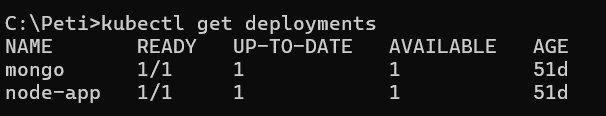 C:\Peti>kubectl get deployments
NAME READY UP-TO-DATE AVAILABLE AGE
mongo 1/1 1 1 51d
node-app 1/1 1 1 51d